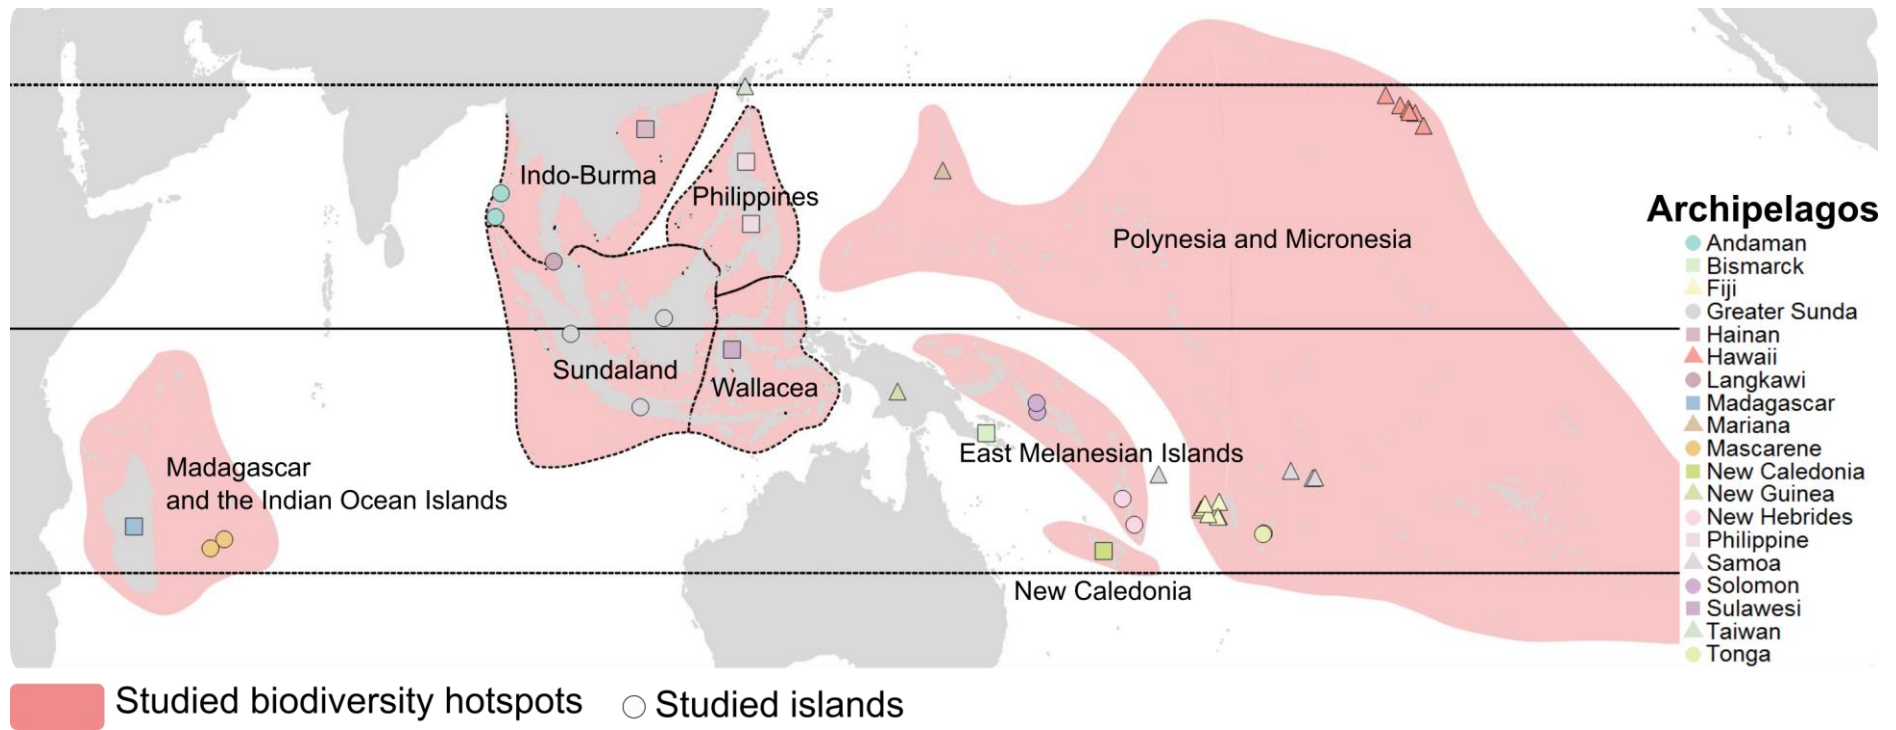 Indo-Burma
Philippines
Polynesia and Micronesia
Sundaland
Wallacea
East Melanesian Islands
Madagascar
and the Indian Ocean Islands
New Caledonia
Archipelagos
Andaman
Bismarck
Fiji
Greater Sunda
Hainan
Hawaii
Langkawi
Madagascar
Mariana
Mascarene
New Caledonia
New Guinea
New Hebrides
Philippine
Samoa
Solomon
Sulawesi
Taiwan
Tonga
Studied biodiversity hotspots
Studied islands